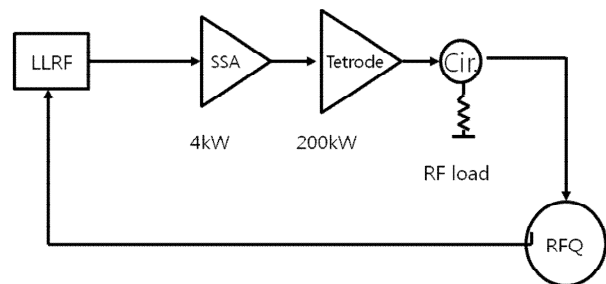 LLRF
SSA
Tetrode
Cir.
4kW
200kW
RF load
RFQ